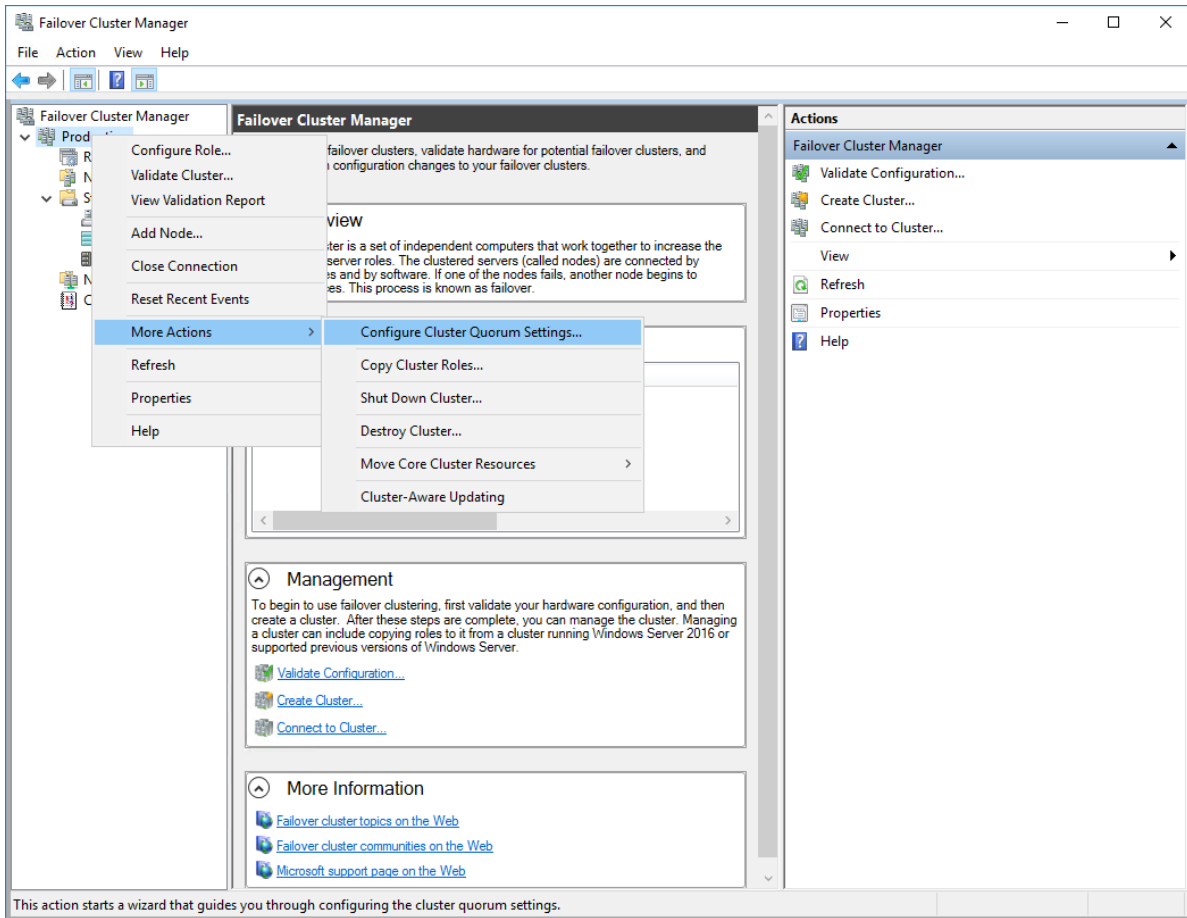 Failover Cluster Manager
File Action View Help
Failover Cluster Manager
Prod
R
N
S
N
C
Configure Role...
Validate Cluster...
View Validation Report
Add Node...
Close Connection
Reset Recent Events
More Actions
Refresh
Properties
Help
Configure Cluster Quorum Settings...
Copy Cluster Roles...
Shut Down Cluster...
Destroy Cluster...
Move Core Cluster Resources
Cluster-Aware Updating
Failover Cluster Manager
failover clusters, validate hardware for potential failover clusters, and
configuration changes to your failover clusters.
view
ster is a set of independent computers that work together to increase the
server roles. The clustered servers (called nodes) are connected by
es and by software. If one of the nodes fails, another node begins to
es. This process is known as failover.
Management
To begin to use failover clustering, first validate your hardware configuration, and then
create a cluster. After these steps are complete, you can manage the cluster. Managing
a cluster can include copying roles to it from a cluster running Windows Server 2016 or
supported previous versions of Windows Server.
Validate Configuration...
Create Cluster...
Connect to Cluster...
More Information
Failover cluster topics on the Web
Failover cluster communities on the Web
Microsoft support page on the Web
Actions
Failover Cluster Manager
Validate Configuration...
Create Cluster...
Connect to Cluster...
View
Refresh
Properties
Help
This action starts a wizard that guides you through configuring the cluster quorum settings.